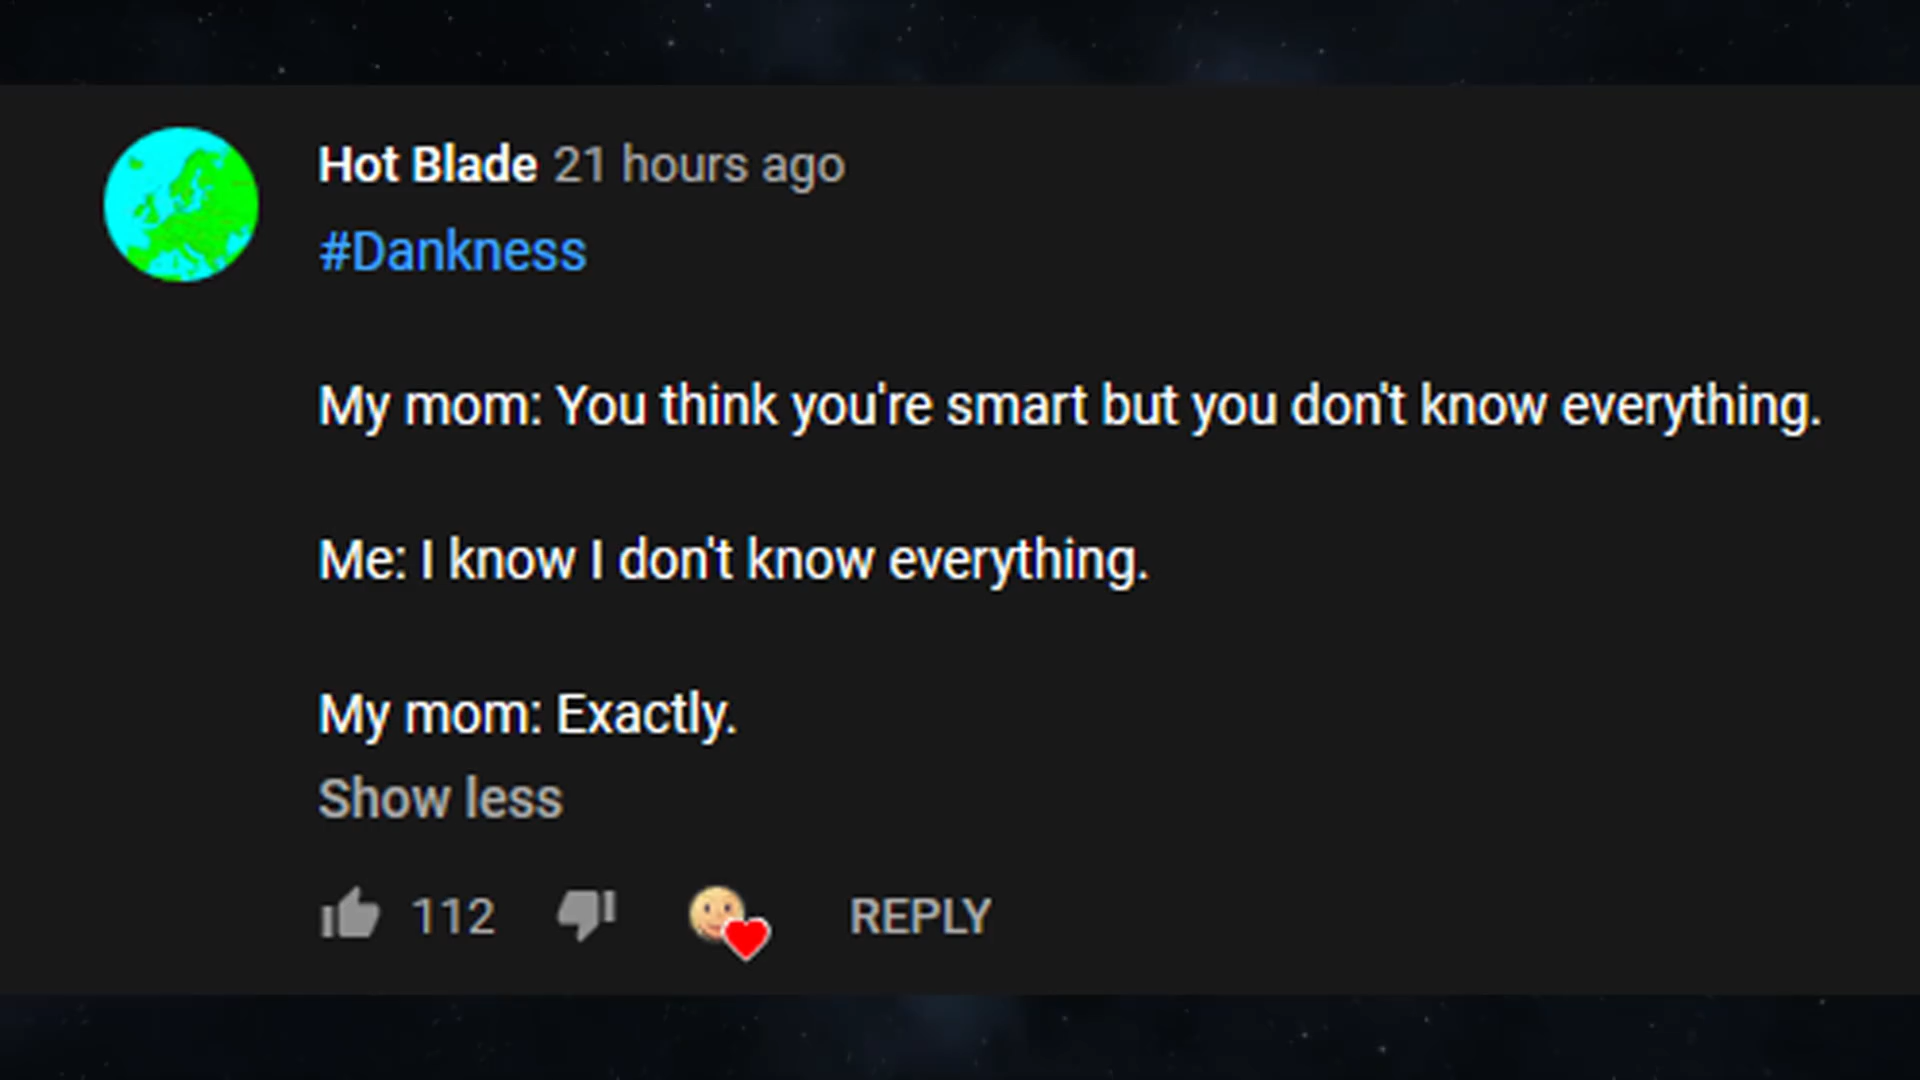 Hot Blade 21 hours ago
#Dankness
My mom: You think you're smart but you don't know everything.
Me: I know I don't know everything.
My mom: Exactly.
Show less
112 REPLY